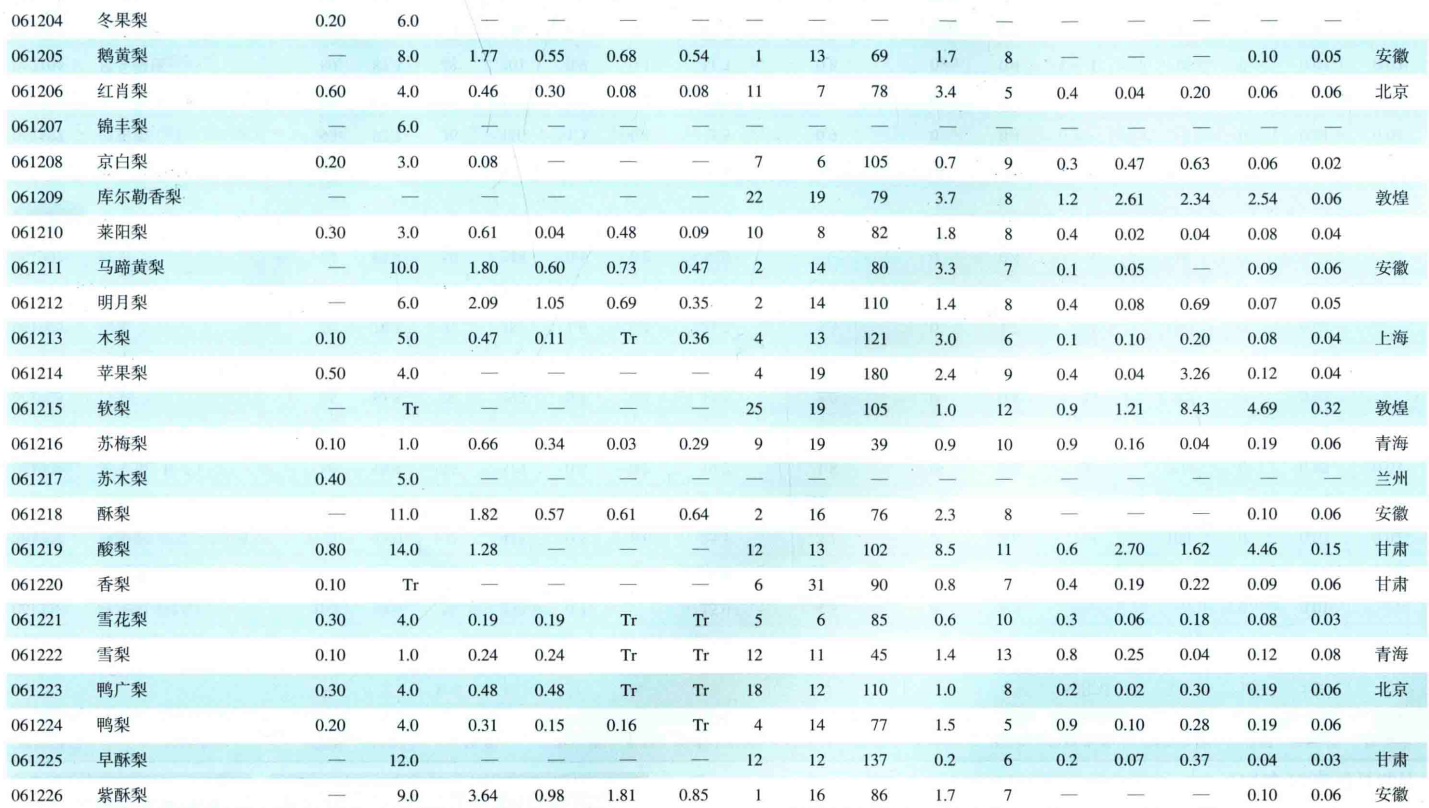 061204 冬果梨 0.20 6.0 — — — — — — — — — — — — — —
061205 鹅黄梨 — 8.0 1.77 0.55 0.68 0.54 1 13 69 1.7 8 — — — 0.10 0.05 安徽
061206 红肖梨 0.60 4.0 0.46 0.30 0.08 0.08 11 7 78 3.4 5 0.4 0.04 0.20 0.06 0.06 北京
061207 锦丰梨 — 6.0 — — — — — — — — — — — — — —
061208 京白梨 0.20 3.0 0.08 — — — 7 6 105 0.7 9 0.3 0.47 0.63 0.06 0.02
061209 库尔勒香梨 — — — — — — 22 19 79 3.7 8 1.2 2.61 2.34 2.54 0.06 敦煌
061210 莱阳梨 0.30 3.0 0.61 0.04 0.48 0.09 10 8 82 1.8 8 0.4 0.02 0.04 0.08 0.04
061211 马蹄黄梨 — 10.0 1.80 0.60 0.73 0.47 2 14 80 3.3 7 0.1 0.05 — 0.09 0.06 安徽
061212 明月梨 — 6.0 2.09 1.05 0.69 0.35 2 14 110 1.4 8 0.4 0.08 0.69 0.07 0.05
061213 木梨 0.10 5.0 0.47 0.11 Tr 0.36 4 13 121 3.0 6 0.1 0.10 0.20 0.08 0.04 上海
061214 苹果梨 0.50 4.0 — — — — 4 19 180 2.4 9 0.4 0.04 3.26 0.12 0.04
061215 软梨 — Tr — — — — 25 19 105 1.0 12 0.9 1.21 8.43 4.69 0.32 敦煌
061216 苏梅梨 0.10 1.0 0.66 0.34 0.03 0.29 9 19 39 0.9 10 0.9 0.16 0.04 0.19 0.06 青海
061217 苏木梨 0.40 5.0 — — — — — — — — — — — — — — 兰州
061218 酥梨 — 11.0 1.82 0.57 0.61 0.64 2 16 76 2.3 8 — — — 0.10 0.06 安徽
061219 酸梨 0.80 14.0 1.28 — — — 12 13 102 8.5 11 0.6 2.70 1.62 4.46 0.15 甘肃
061220 香梨 0.10 Tr — — — — 6 31 90 0.8 7 0.4 0.19 0.22 0.09 0.06 甘肃
061221 雪花梨 0.30 4.0 0.19 0.19 Tr Tr 5 6 85 0.6 10 0.3 0.06 0.18 0.08 0.03
061222 雪梨 0.10 1.0 0.24 0.24 Tr Tr 12 11 45 1.4 13 0.8 0.25 0.04 0.12 0.08 青海
061223 鸭广梨 0.30 4.0 0.48 0.48 Tr Tr 18 12 110 1.0 8 0.2 0.02 0.30 0.19 0.06 北京
061224 鸭梨 0.20 4.0 0.31 0.15 0.16 Tr 4 14 77 1.5 5 0.9 0.10 0.28 0.19 0.06
061225 早酥梨 — 12.0 — — — — 12 12 137 0.2 6 0.2 0.07 0.37 0.04 0.03 甘肃
061226 紫酥梨 — 9.0 3.64 0.98 1.81 0.85 1 16 86 1.7 7 — — — 0.10 0.06 安徽